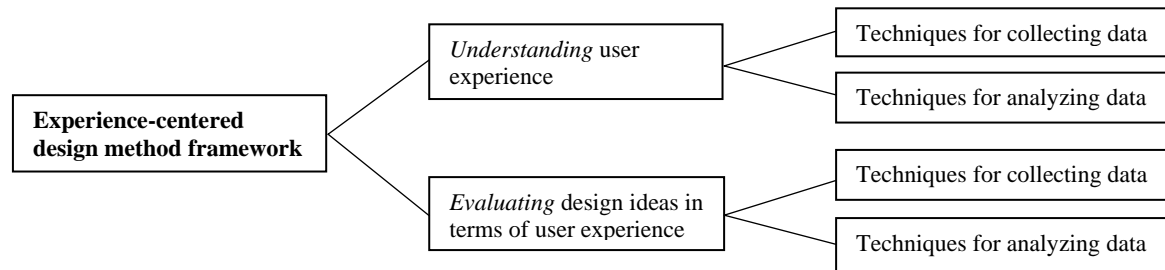 Experience-centered
design method framework
Understanding user
experience
Techniques for collecting data
Techniques for analyzing data
Evaluating design ideas in
terms of user experience
Techniques for collecting data
Techniques for analyzing data